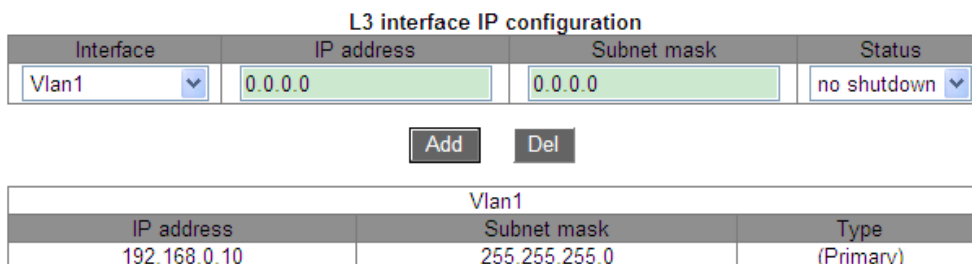 L3 interface IP configuration
Interface IP address Subnet mask Status
Vlan1 0.0.0.0 0.0.0.0 no shutdown
Add Del
Vlan1
IP address Subnet mask Type
192.168.0.10 255.255.255.0 (Primary)